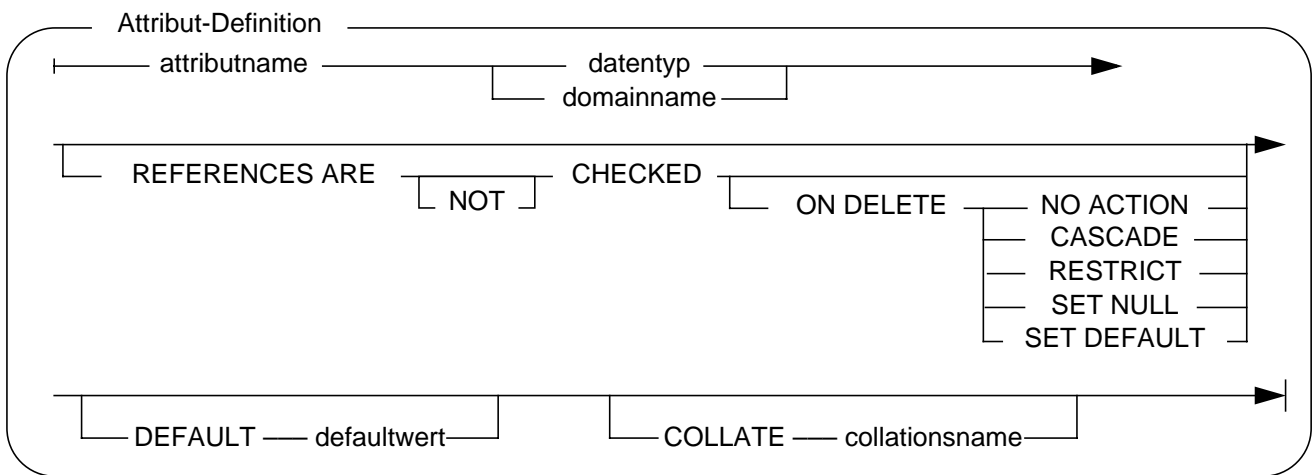 Attribut-Definition
attributname datentyp
domainname
REFERENCES ARE CHECKED
NOT ON DELETE NO ACTION
CASCADE
RESTRICT
SET NULL
SET DEFAULT
DEFAULT defaultwert COLLATE collationsname